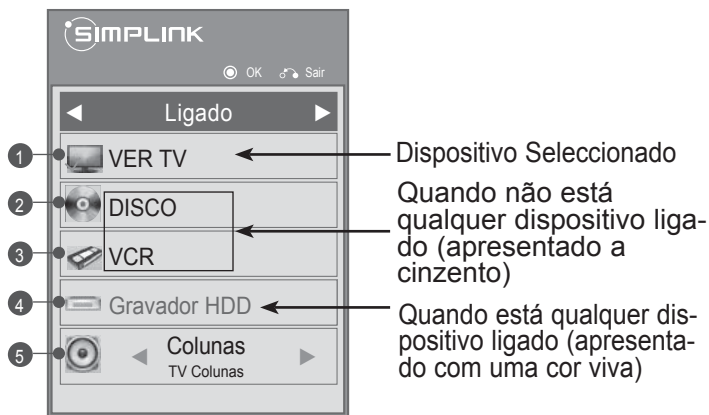 SIMPLINK
OK Sair
Ligado
1 VER TV
Dispositivo Seleccionado
2 DISCO
3 VCR
Quando não está
qualquer dispositivo liga-
do (apresentado a
cinzento)
4 Gravador HDD
Quando está qualquer dis-
positivo ligado (apresenta-
do com uma cor viva)
5 Colunas
TV Colunas